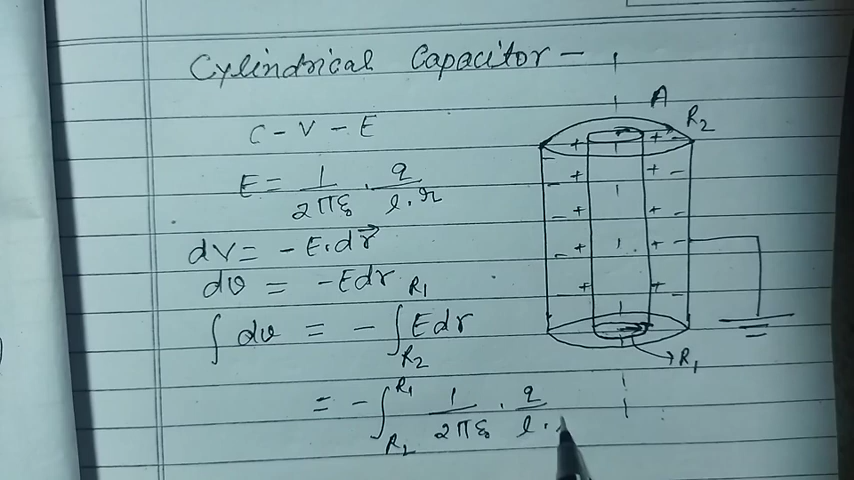 Cylindrical Capacitor -
A
R₂
C - V - E
E = 1/2πε₀ · q/l.r
dV = - E.dr⃗
dv = -Edr
∫ dv = - ∫_{R₂}^{R₁} Edr
R₁
= - ∫_{R₂}^{R₁} 1/2πε₀ · q/l.